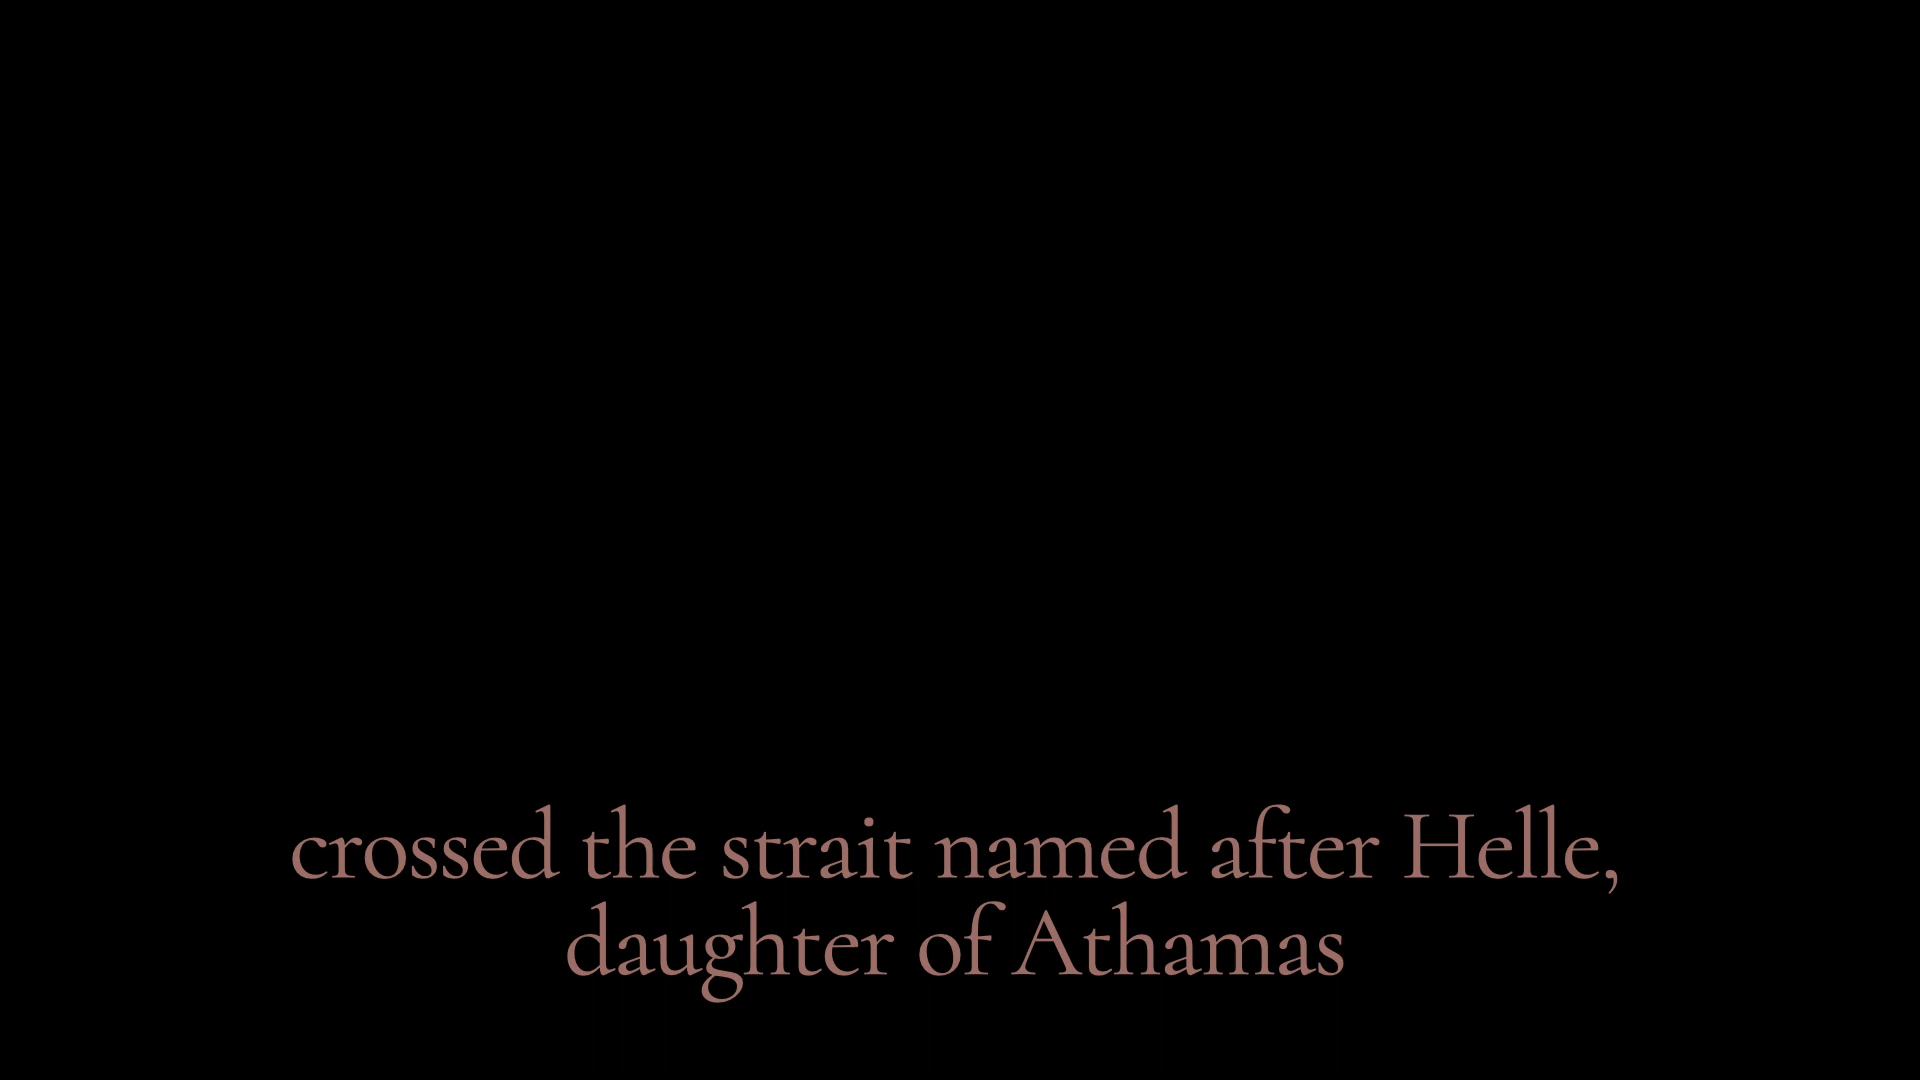 crossed the strait named after Helle,
daughter of Athamas